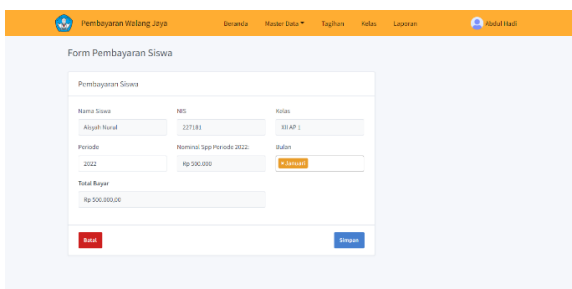 Pembayaran Walang Jaya Beranda Master Data Tagihan Kelas Laporan Abdul Hadi
Form Pembayaran Siswa
Pembayaran Siswa
Nama Siswa NIS Kelas
Aisyah Nurul 227181 XII AP 1
Periode Nominal Spp Periode 2022: Bulan
2022 Rp 500.000 × Januari
Total Bayar
Rp 500.000,00
Batal Simpan